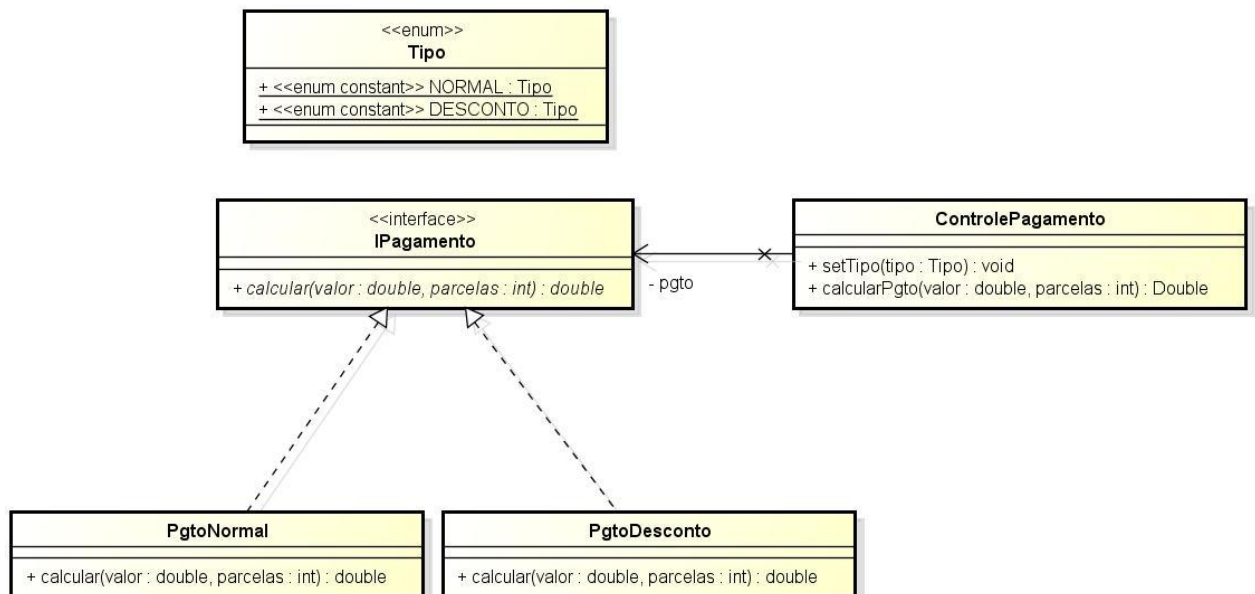 <<enum>>
Tipo
+ <<enum constant>> NORMAL : Tipo
+ <<enum constant>> DESCONTO : Tipo
<<interface>>
IPagamento
+ calcular(valor : double, parcelas : int) : double
- pgto
ControlePagamento
+ setTipo(tipo : Tipo) : void
+ calcularPgto(valor : double, parcelas : int) : Double
PgtoNormal
+ calcular(valor : double, parcelas : int) : double
PgtoDesconto
+ calcular(valor : double, parcelas : int) : double